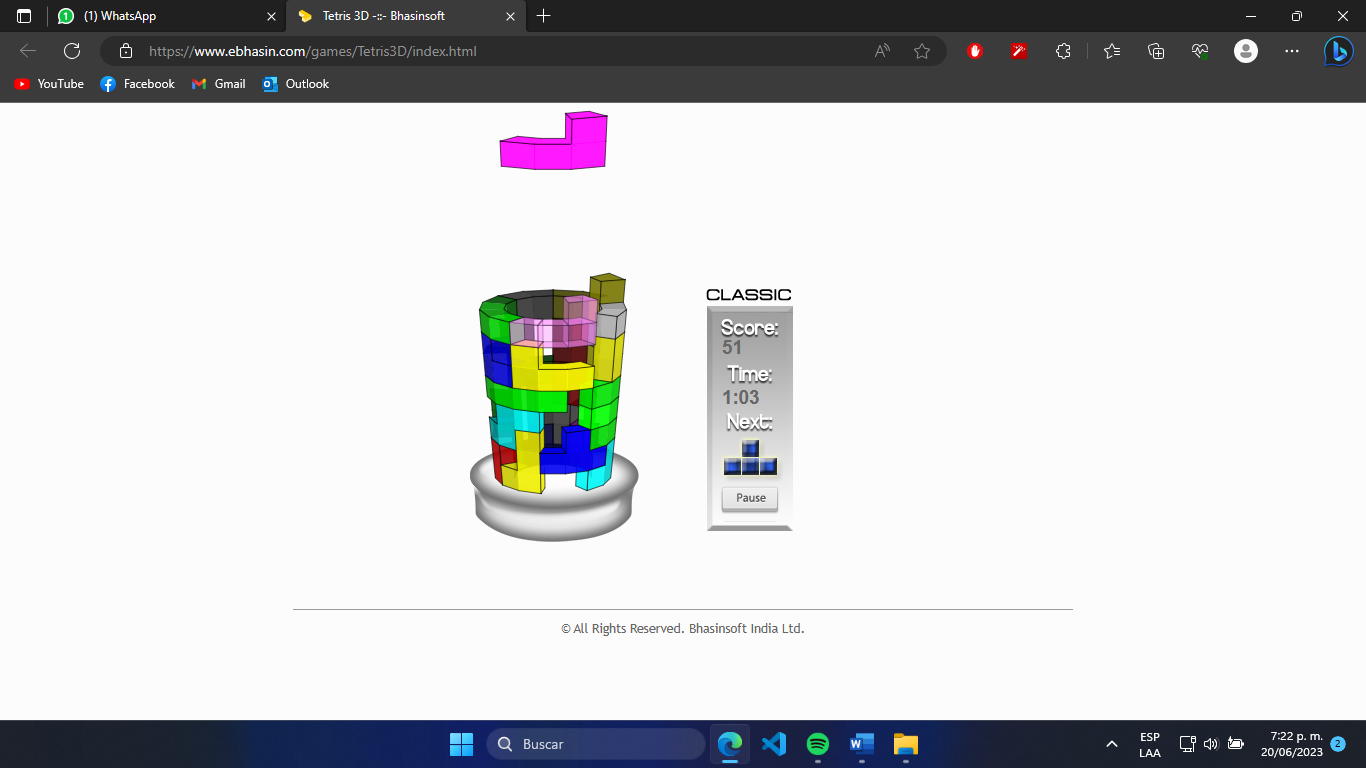 (1) WhatsApp
Tetris 3D -::- Bhasinsoft
https://www.ebhasin.com/games/Tetris3D/index.html
YouTube
Facebook
Gmail
Outlook
CLASSIC
Score:
51
Time:
1:03
Next:
Pause
© All Rights Reserved. Bhasinsoft India Ltd.
Buscar
ESP
LAA
7:22 p. m.
20/06/2023
2